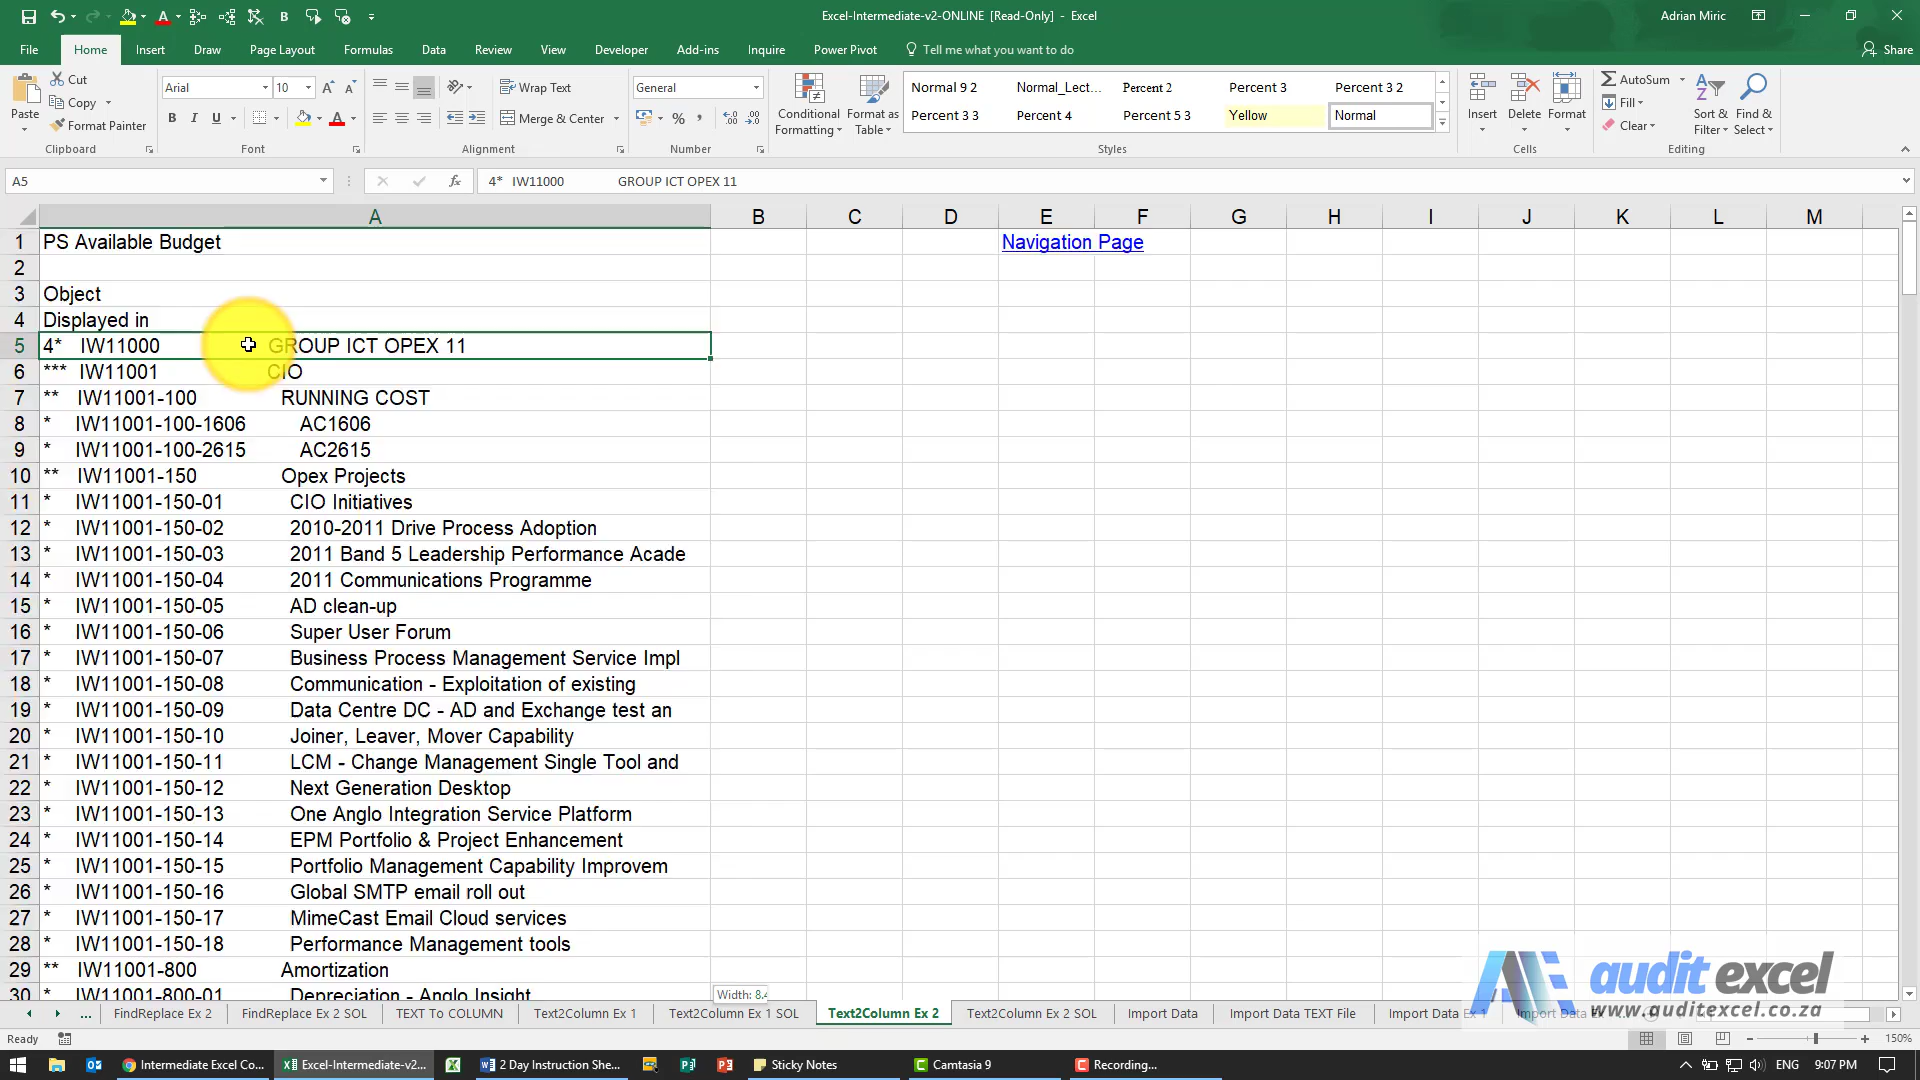 Excel-Intermediate-v2-ONLINE [Read-Only] - Excel
Adrian Miric
File Home Insert Draw Page Layout Formulas Data Review View Developer Add-ins Inquire Power Pivot Tell me what you want to do
Share
Paste
Cut
Copy
Format Painter
Clipboard
Arial 10
B I U
Font
Wrap Text
Merge & Center
Alignment
General
Number
Conditional Formatting
Format as Table
Normal 9 2 Normal_Lect... Percent 2 Percent 3 Percent 3 2
Percent 3 3 Percent 4 Percent 5 3 Yellow Normal
Styles
Insert Delete Format
Cells
AutoSum
Fill
Clear
Sort & Filter
Find & Select
Editing
A5
4* IW11000 GROUP ICT OPEX 11
A B C D E F G H I J K L M
1 PS Available Budget Navigation Page
2
3 Object
4 Displayed in
5 4* IW11000 GROUP ICT OPEX 11
6 *** IW11001 CIO
7 ** IW11001-100 RUNNING COST
8 * IW11001-100-1606 AC1606
9 * IW11001-100-2615 AC2615
10 ** IW11001-150 Opex Projects
11 * IW11001-150-01 CIO Initiatives
12 * IW11001-150-02 2010-2011 Drive Process Adoption
13 * IW11001-150-03 2011 Band 5 Leadership Performance Acade
14 * IW11001-150-04 2011 Communications Programme
15 * IW11001-150-05 AD clean-up
16 * IW11001-150-06 Super User Forum
17 * IW11001-150-07 Business Process Management Service Impl
18 * IW11001-150-08 Communication - Exploitation of existing
19 * IW11001-150-09 Data Centre DC - AD and Exchange test an
20 * IW11001-150-10 Joiner, Leaver, Mover Capability
21 * IW11001-150-11 LCM - Change Management Single Tool and
22 * IW11001-150-12 Next Generation Desktop
23 * IW11001-150-13 One Anglo Integration Service Platform
24 * IW11001-150-14 EPM Portfolio & Project Enhancement
25 * IW11001-150-15 Portfolio Management Capability Improvem
26 * IW11001-150-16 Global SMTP email roll out
27 * IW11001-150-17 MimeCast Email Cloud services
28 * IW11001-150-18 Performance Management tools
29 ** IW11001-800 Amortization
30 * IW11001-800-01 Depreciation - Anglo Insight
Width: 8.4
audit excel
www.auditexcel.co.za
... FindReplace Ex 2 FindReplace Ex 2 SOL TEXT To COLUMN Text2Column Ex 1 Text2Column Ex 1 SOL Text2Column Ex 2 Text2Column Ex 2 SOL Import Data Import Data TEXT File Import Data Ex 1
Ready
150%
Intermediate Excel Co... Excel-Intermediate-v2... 2 Day Instruction She... Sticky Notes Camtasia 9 Recording... ENG 9:07 PM